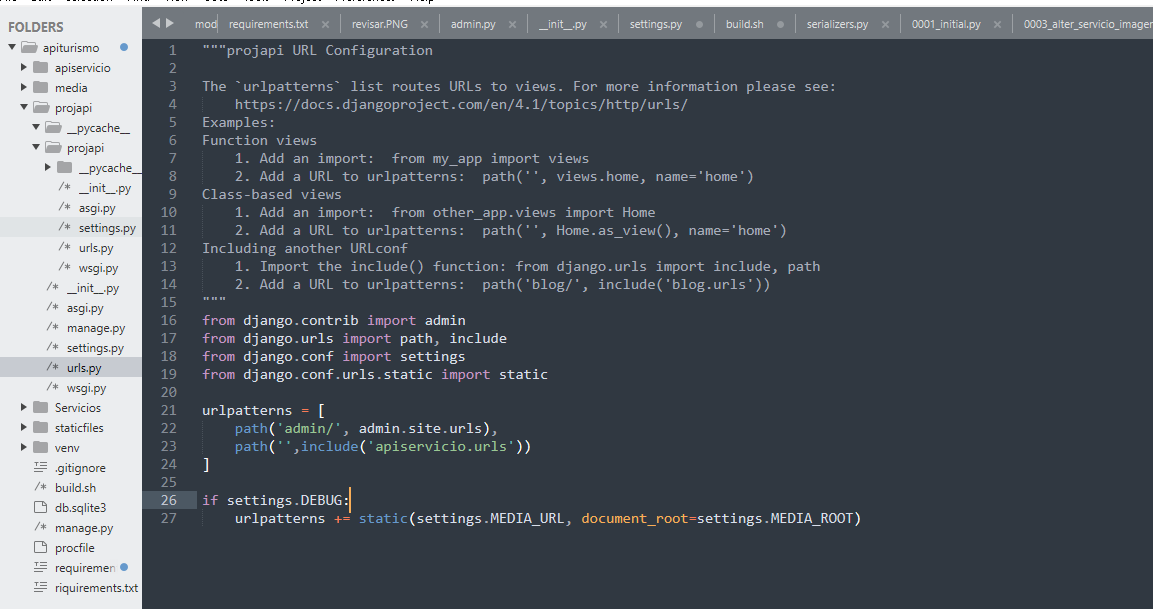 mod requirements.txt × revisar.PNG × admin.py × __init__.py × settings.py build.sh serializers.py × 0001_initial.py × 0003_alter_servicio_imagen
FOLDERS
apiturismo
apiservicio
media
projapi
__pycache__
projapi
__pycache__
/* __init__.py
/* asgi.py
/* settings.py
/* urls.py
/* wsgi.py
/* __init__.py
/* asgi.py
/* manage.py
/* settings.py
/* urls.py
/* wsgi.py
Servicios
staticfiles
venv
.gitignore
/* build.sh
db.sqlite3
/* manage.py
procfile
requiremen
riquirements.txt
1 """projapi URL Configuration
2
3 The `urlpatterns` list routes URLs to views. For more information please see:
4     https://docs.djangoproject.com/en/4.1/topics/http/urls/
5 Examples:
6 Function views
7     1. Add an import:  from my_app import views
8     2. Add a URL to urlpatterns:  path('', views.home, name='home')
9 Class-based views
10     1. Add an import:  from other_app.views import Home
11     2. Add a URL to urlpatterns:  path('', Home.as_view(), name='home')
12 Including another URLconf
13     1. Import the include() function: from django.urls import include, path
14     2. Add a URL to urlpatterns:  path('blog/', include('blog.urls'))
15 """
16 from django.contrib import admin
17 from django.urls import path, include
18 from django.conf import settings
19 from django.conf.urls.static import static
20
21 urlpatterns = [
22     path('admin/', admin.site.urls),
23     path('',include('apiservicio.urls'))
24 ]
25
26 if settings.DEBUG:
27     urlpatterns += static(settings.MEDIA_URL, document_root=settings.MEDIA_ROOT)